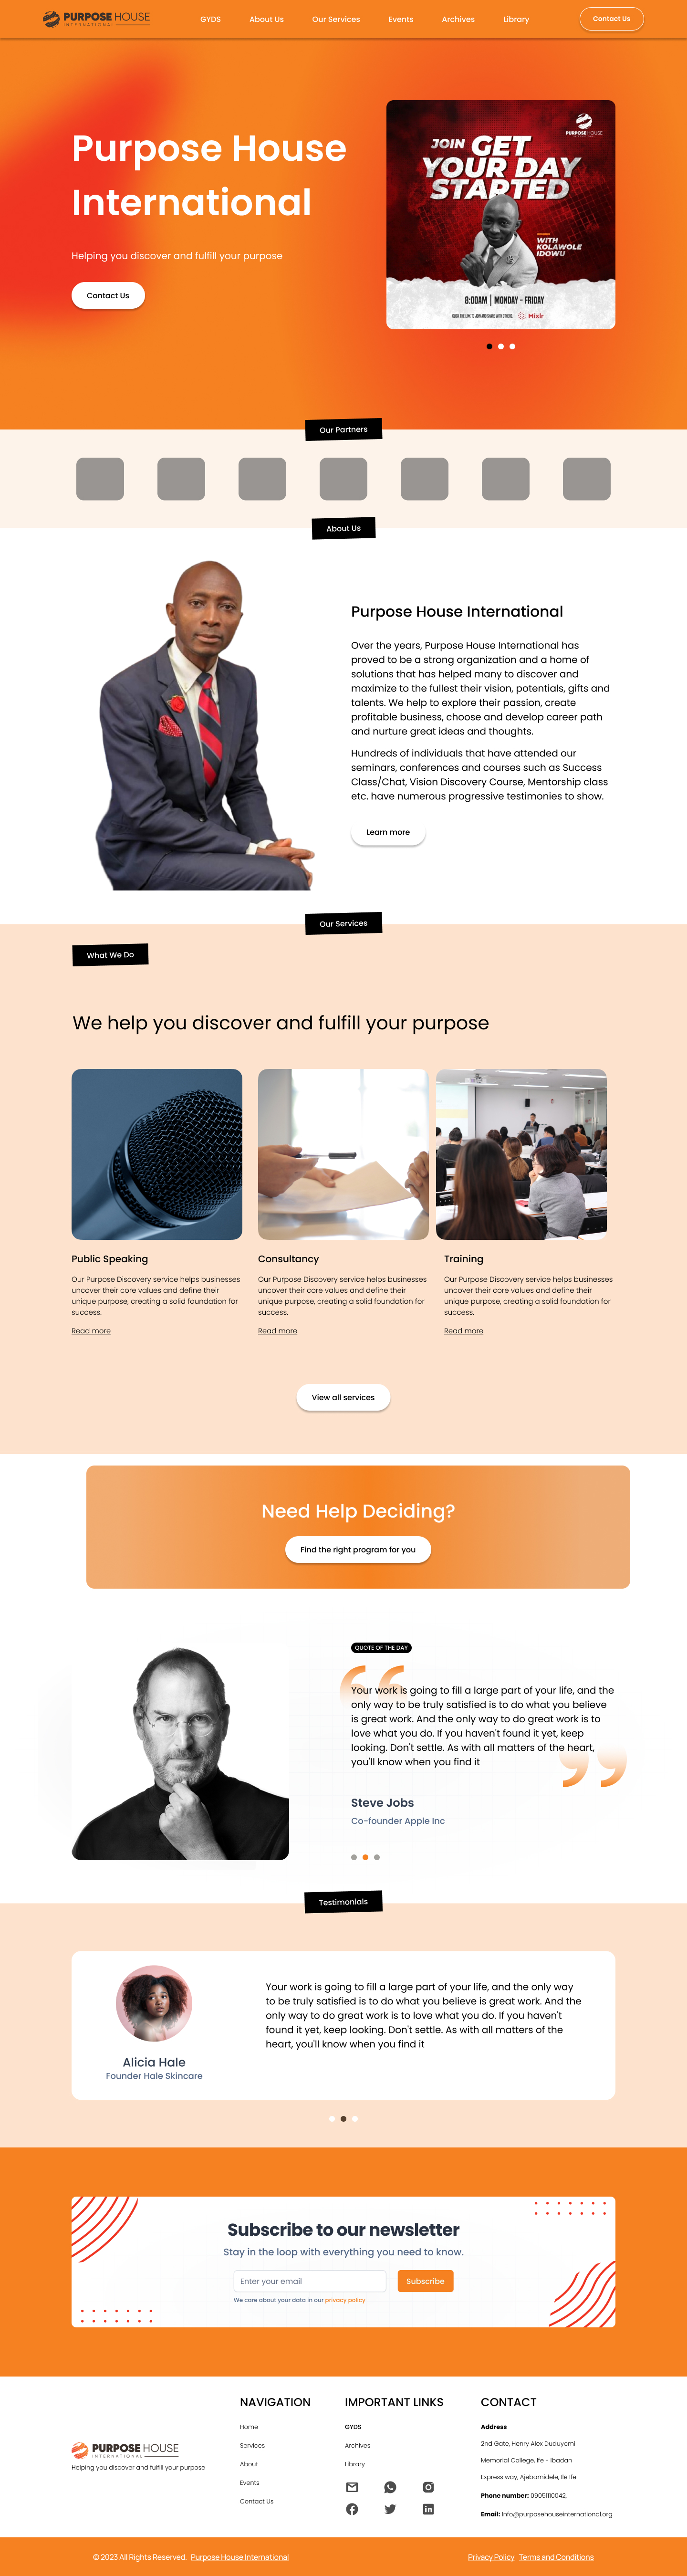 PURPOSE HOUSE
INTERNATIONAL
GYDS
About Us
Our Services
Events
Archives
Library
Contact Us
Purpose House
International
Helping you discover and fulfill your purpose
Contact Us
PURPOSE HOUSE
JOIN GET
YOUR DAY
STARTED
WITH
KOLAWOLE
IDOWU
8:00AM | MONDAY - FRIDAY
CLICK THE LINK TO JOIN AND SHARE WITH OTHERS.
Mixlr
Our Partners
About Us
Purpose House International
Over the years, Purpose House International has
proved to be a strong organization and a home of
solutions that has helped many to discover and
maximize to the fullest their vision, potentials, gifts and
talents. We help to explore their passion, create
profitable business, choose and develop career path
and nurture great ideas and thoughts.
Hundreds of individuals that have attended our
seminars, conferences and courses such as Success
Class/Chat, Vision Discovery Course, Mentorship class
etc. have numerous progressive testimonies to show.
Learn more
Our Services
What We Do
We help you discover and fulfill your purpose
Public Speaking
Our Purpose Discovery service helps businesses
uncover their core values and define their
unique purpose, creating a solid foundation for
success.
Read more
Consultancy
Our Purpose Discovery service helps businesses
uncover their core values and define their
unique purpose, creating a solid foundation for
success.
Read more
Training
Our Purpose Discovery service helps businesses
uncover their core values and define their
unique purpose, creating a solid foundation for
success.
Read more
View all services
Need Help Deciding?
Find the right program for you
QUOTE OF THE DAY
Your work is going to fill a large part of your life, and the
only way to be truly satisfied is to do what you believe
is great work. And the only way to do great work is to
love what you do. If you haven't found it yet, keep
looking. Don't settle. As with all matters of the heart,
you'll know when you find it
Steve Jobs
Co-founder Apple Inc
Testimonials
Alicia Hale
Founder Hale Skincare
Your work is going to fill a large part of your life, and the only way
to be truly satisfied is to do what you believe is great work. And the
only way to do great work is to love what you do. If you haven't
found it yet, keep looking. Don't settle. As with all matters of the
heart, you'll know when you find it
Subscribe to our newsletter
Stay in the loop with everything you need to know.
Enter your email
Subscribe
We care about your data in our privacy policy
PURPOSE HOUSE
INTERNATIONAL
Helping you discover and fulfill your purpose
NAVIGATION
Home
Services
About
Events
Contact Us
IMPORTANT LINKS
GYDS
Archives
Library
CONTACT
Address
2nd Gate, Henry Alex Duduyemi
Memorial College, Ife - Ibadan
Express way, Ajebamidele, Ile Ife
Phone number: 09051110042,
Email: Info@purposehouseinternational.org
© 2023 All Rights Reserved. Purpose House International
Privacy Policy Terms and Conditions